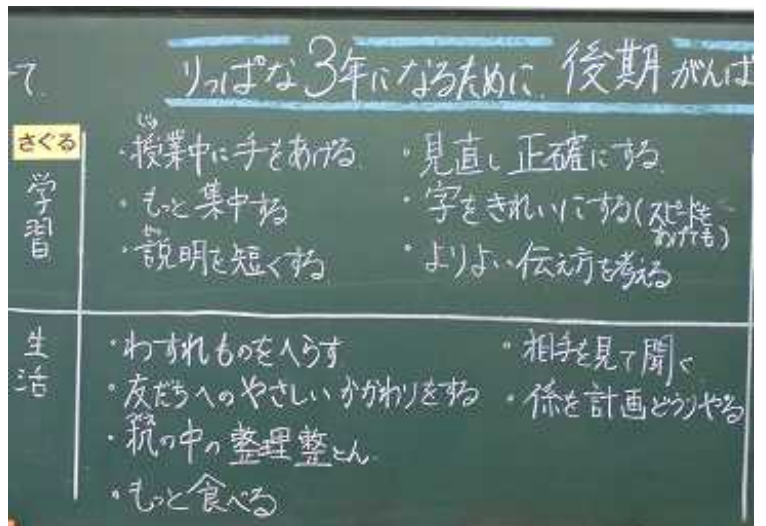 て
りっぱな3年になるために、後期がんば
さぐる
学習
・授業中に手をあげる
じゅ
・もっと集中する
・説明を短くする
せつ
・見直し 正確にする
・字をきれいにする(スピードをあげても)
・よりよい伝え方を考える
生活
・わすれものをへらす
・友だちへのやさしいかかわりをする
・机の中の整理整とん
・もっと食べる
・相手を見て聞く
・係を計画どうりやる